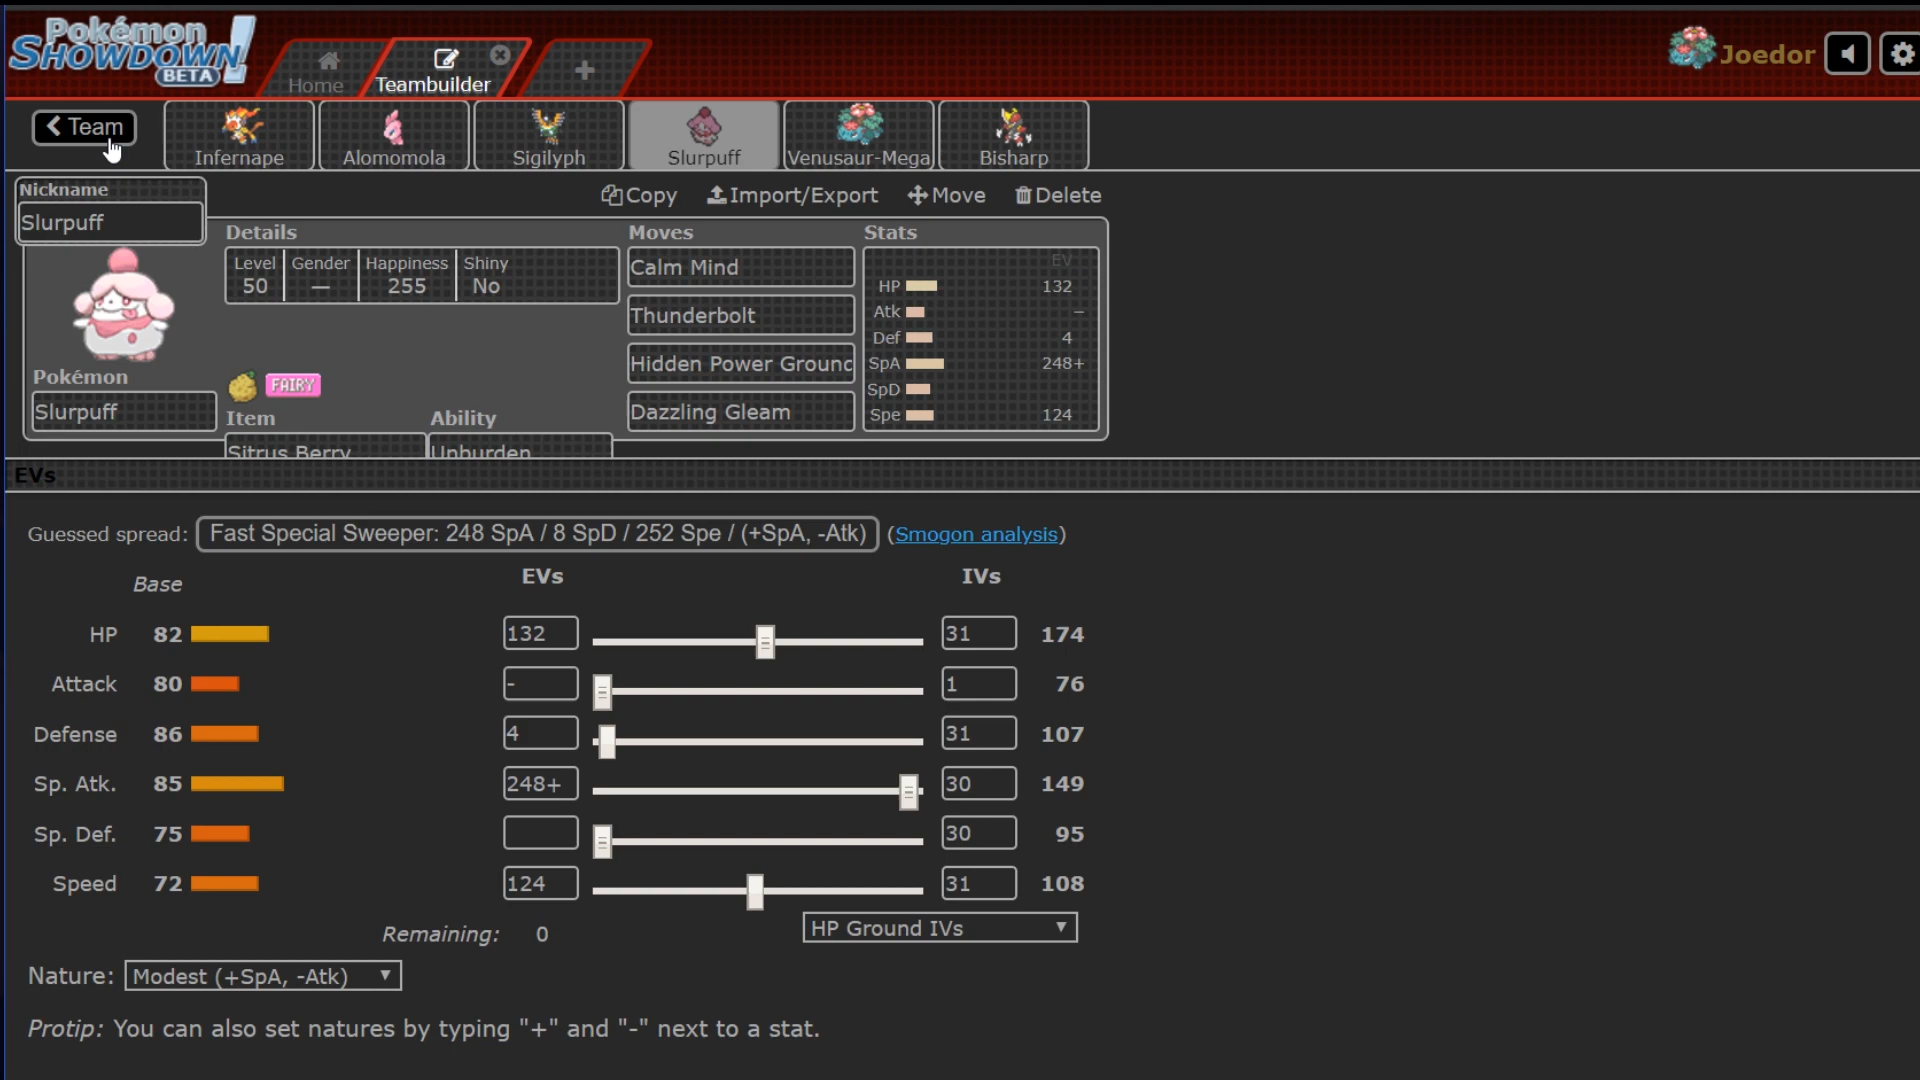 Pokémon
SHOWDOWN!
BETA
Home
Teambuilder
Joedor
Team
Infernape
Alomomola
Sigilyph
Slurpuff
Venusaur-Mega
Bisharp
Nickname
Slurpuff
Copy
Import/Export
Move
Delete
Details
Level
Gender
Happiness
Shiny
50
—
255
No
FAIRY
Pokémon
Slurpuff
Item
Ability
Sitrus Berry
Unburden
Moves
Calm Mind
Thunderbolt
Hidden Power Ground
Dazzling Gleam
Stats
EV
HP 132
Atk –
Def 4
SpA 248+
SpD
Spe 124
EVs
Guessed spread: Fast Special Sweeper: 248 SpA / 8 SpD / 252 Spe / (+SpA, -Atk) (Smogon analysis)
Base EVs IVs
HP 82 132 31 174
Attack 80 - 1 76
Defense 86 4 31 107
Sp. Atk. 85 248+ 30 149
Sp. Def. 75 30 95
Speed 72 124 31 108
Remaining: 0
HP Ground IVs
Nature: Modest (+SpA, -Atk)
Protip: You can also set natures by typing "+" and "-" next to a stat.